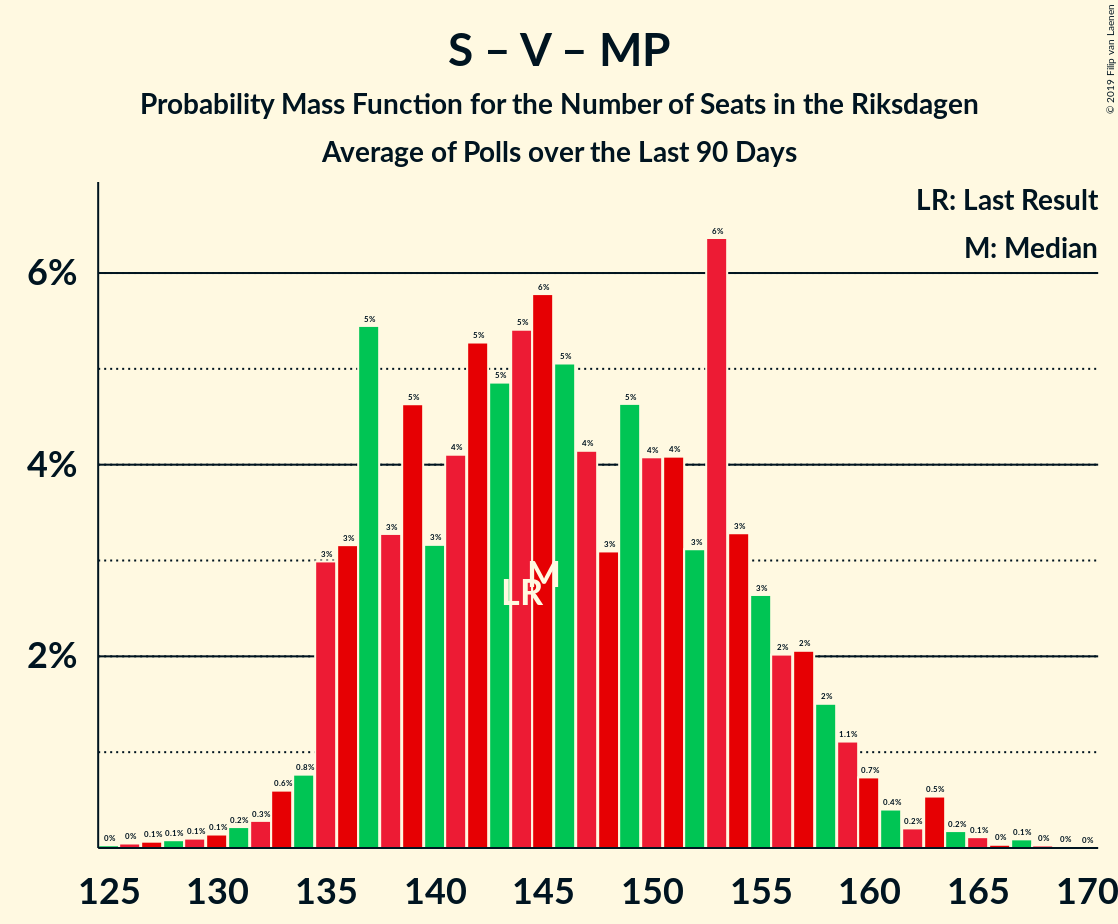 S – V – MP
Probability Mass Function for the Number of Seats in the Riksdagen
Average of Polls over the Last 90 Days
© 2019 Filip van Laenen
LR: Last Result
M: Median
6%
4%
2%
0% 0% 0.1% 0.1% 0.1% 0.1% 0.2% 0.3% 0.6% 0.8% 3% 3% 5% 3% 5% 3% 4% 5% 5% 5% 6% 5% 4% 3% 5% 4% 4% 3% 6% 3% 3% 2% 2% 2% 1.1% 0.7% 0.4% 0.2% 0.5% 0.2% 0.1% 0% 0.1% 0% 0% 0%
M
LR
125 130 135 140 145 150 155 160 165 170